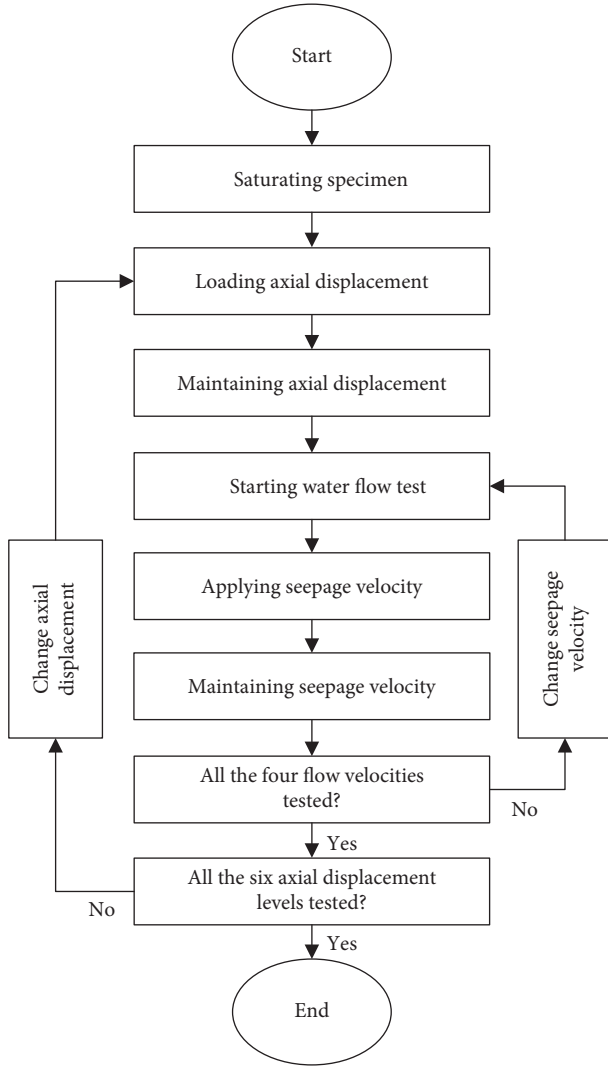 Start
Saturating specimen
Loading axial displacement
Maintaining axial displacement
Starting water flow test
Change axial
displacement
Applying seepage velocity
Change seepage
velocity
Maintaining seepage velocity
All the four flow velocities
tested?
No
Yes
All the six axial displacement
levels tested?
No
Yes
End